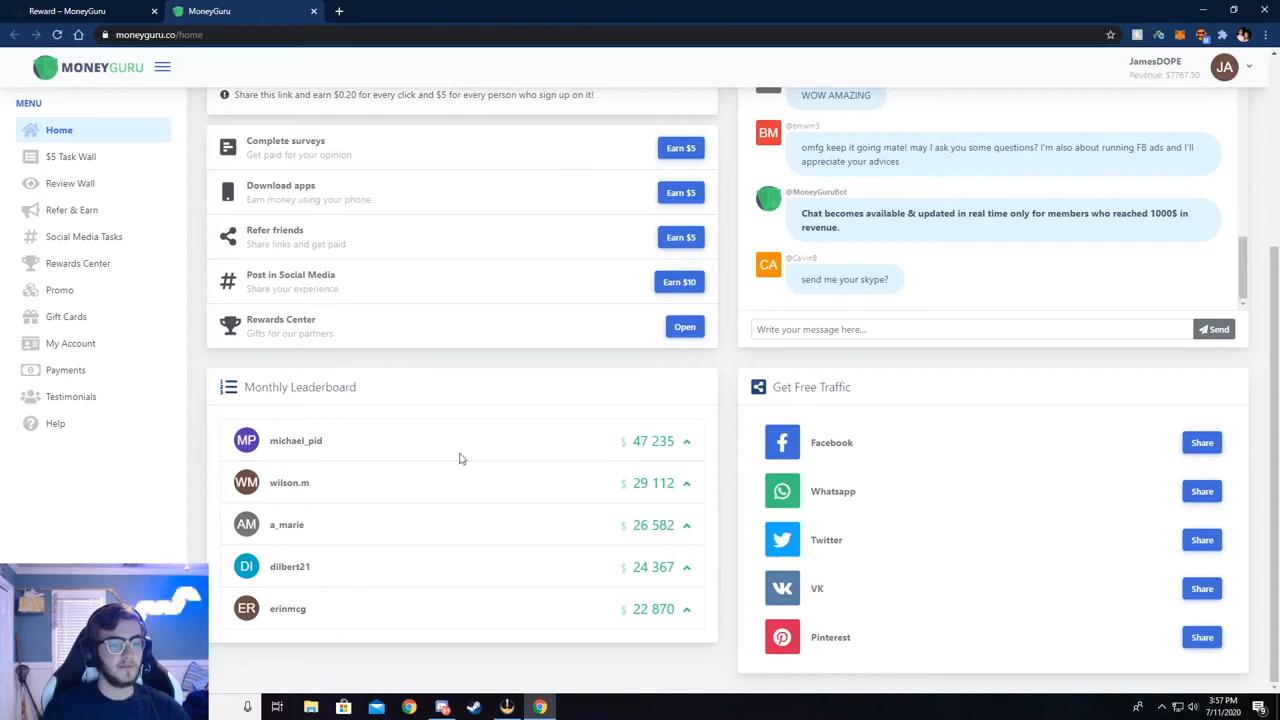 Reward – MoneyGuru
MoneyGuru
moneyguru.co/home
MONEYGURU
JamesDOPE
Revenue: $7767.50
JA
MENU
Home
$5 Task Wall
Review Wall
Refer & Earn
Social Media Tasks
Rewards Center
Promo
Gift Cards
My Account
Payments
Testimonials
Help
Share this link and earn $0.20 for every click and $5 for every person who sign up on it!
Complete surveys
Get paid for your opinion
Earn $5
Download apps
Earn money using your phone
Earn $5
Refer friends
Share links and get paid
Earn $5
Post in Social Media
Share your experience
Earn $10
Rewards Center
Gifts for our partners
Open
WOW AMAZING
BM
@bmwm3
omfg keep it going mate! may I ask you some questions? I'm also about running FB ads and I'll
appreciate your advices
@MoneyGuruBot
Chat becomes available & updated in real time only for members who reached 1000$ in
revenue.
CA
@CalvinB
send me your skype?
Write your message here...
Send
Monthly Leaderboard
MP michael_pid $ 47 235
WM wilson.m $ 29 112
AM a_marie $ 26 582
DI dilbert21 $ 24 367
ER erinmcg $ 22 870
Get Free Traffic
Facebook Share
Whatsapp Share
Twitter Share
VK Share
Pinterest Share
3:57 PM
7/11/2020